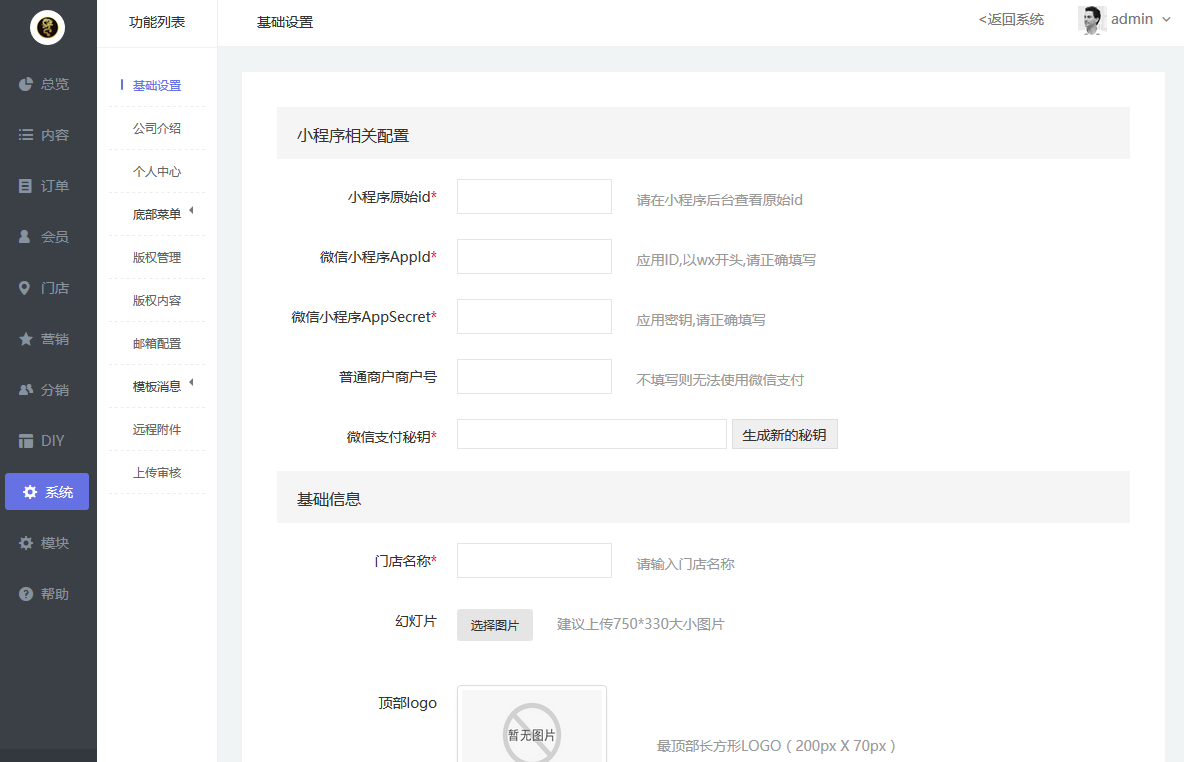 功能列表
基础设置
<返回系统
admin
总览
内容
订单
会员
门店
营销
分销
DIY
系统
模块
帮助
基础设置
公司介绍
个人中心
底部菜单
版权管理
版权内容
邮箱配置
模板消息
远程附件
上传审核
小程序相关配置
小程序原始id* 请在小程序后台查看原始id
微信小程序AppId* 应用ID,以wx开头,请正确填写
微信小程序AppSecret* 应用密钥,请正确填写
普通商户商户号 不填写则无法使用微信支付
微信支付秘钥* 生成新的秘钥
基础信息
门店名称* 请输入门店名称
幻灯片 选择图片 建议上传750*330大小图片
顶部logo
暂无图片
最顶部长方形LOGO ( 200px X 70px )